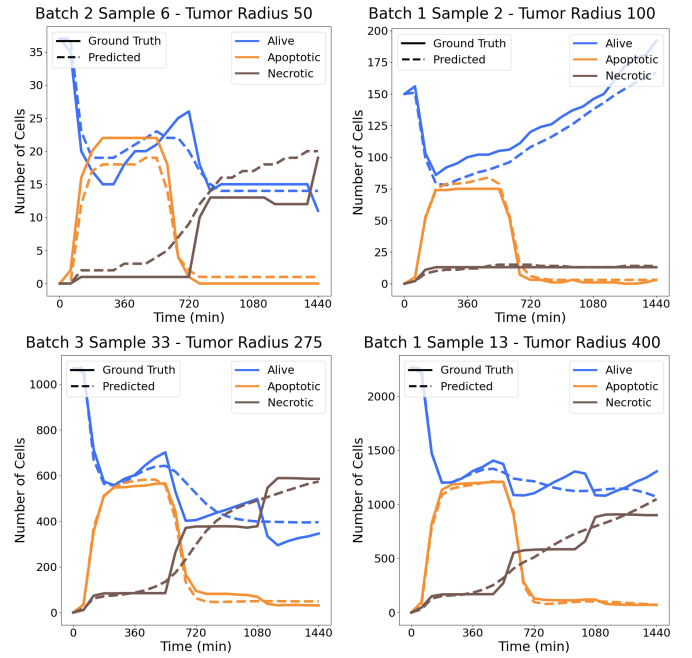 Batch 2 Sample 6 - Tumor Radius 50
Number of Cells
35
30
25
20
15
10
5
0
Ground Truth
Predicted
Alive
Apoptotic
Necrotic
0 360 720 1080 1440
Time (min)
Batch 1 Sample 2 - Tumor Radius 100
Number of Cells
200
175
150
125
100
75
50
25
0
Ground Truth
Predicted
Alive
Apoptotic
Necrotic
0 360 720 1080 1440
Time (min)
Batch 3 Sample 33 - Tumor Radius 275
Number of Cells
1000
800
600
400
200
0
Ground Truth
Predicted
Alive
Apoptotic
Necrotic
0 360 720 1080 1440
Time (min)
Batch 1 Sample 13 - Tumor Radius 400
Number of Cells
2000
1500
1000
500
0
Ground Truth
Predicted
Alive
Apoptotic
Necrotic
0 360 720 1080 1440
Time (min)